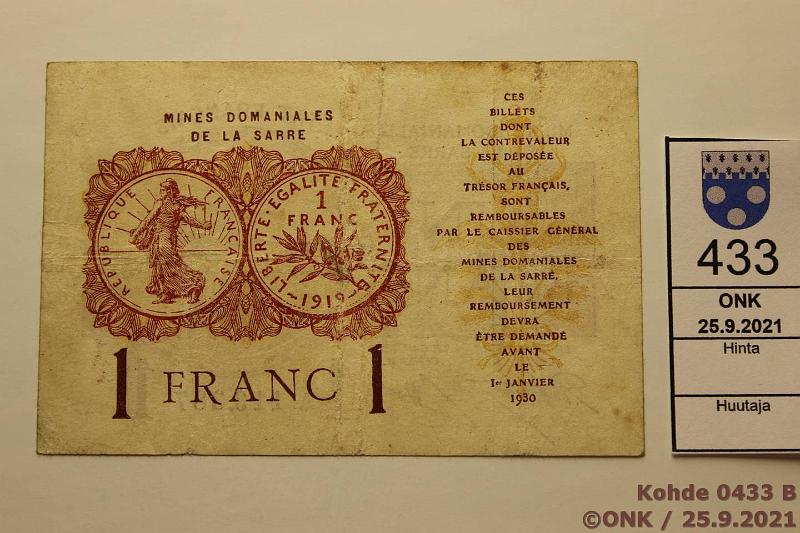 MINES DOMANIALES
DE LA SARRE
RÉPUBLIQUE FRANÇAISE
LIBERTÉ · EGALITÉ · FRATERNITÉ
1
FRANC
1919
1 FRANC 1
CES
BILLETS
DONT
LA CONTREVALEUR
EST DÉPOSÉE
AU
TRÉSOR FRANÇAIS,
SONT
REMBOURSABLES
PAR LE CAISSIER GÉNÉRAL
DES
MINES DOMANIALES
DE LA SARRE.
LEUR
REMBOURSEMENT
DEVRA
ÊTRE DEMANDÉ
AVANT
LE
1er JANVIER
1930
433
ONK
25.9.2021
Hinta
Huutaja
Kohde 0433 B
©ONK / 25.9.2021